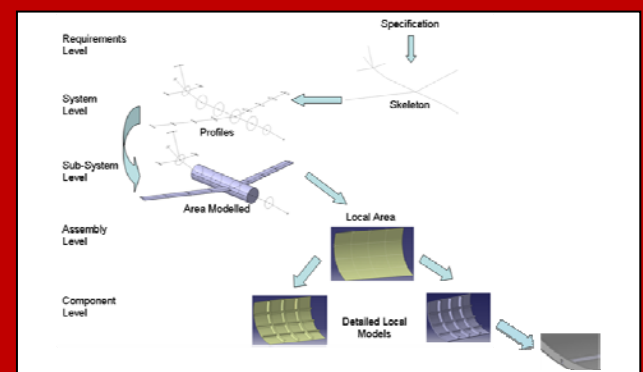 Specification
Requirements
Level
System
Level
Skeleton
Profiles
Sub-System
Level
Area Modelled
Local Area
Assembly
Level
Component
Level
Detailed Local
Models